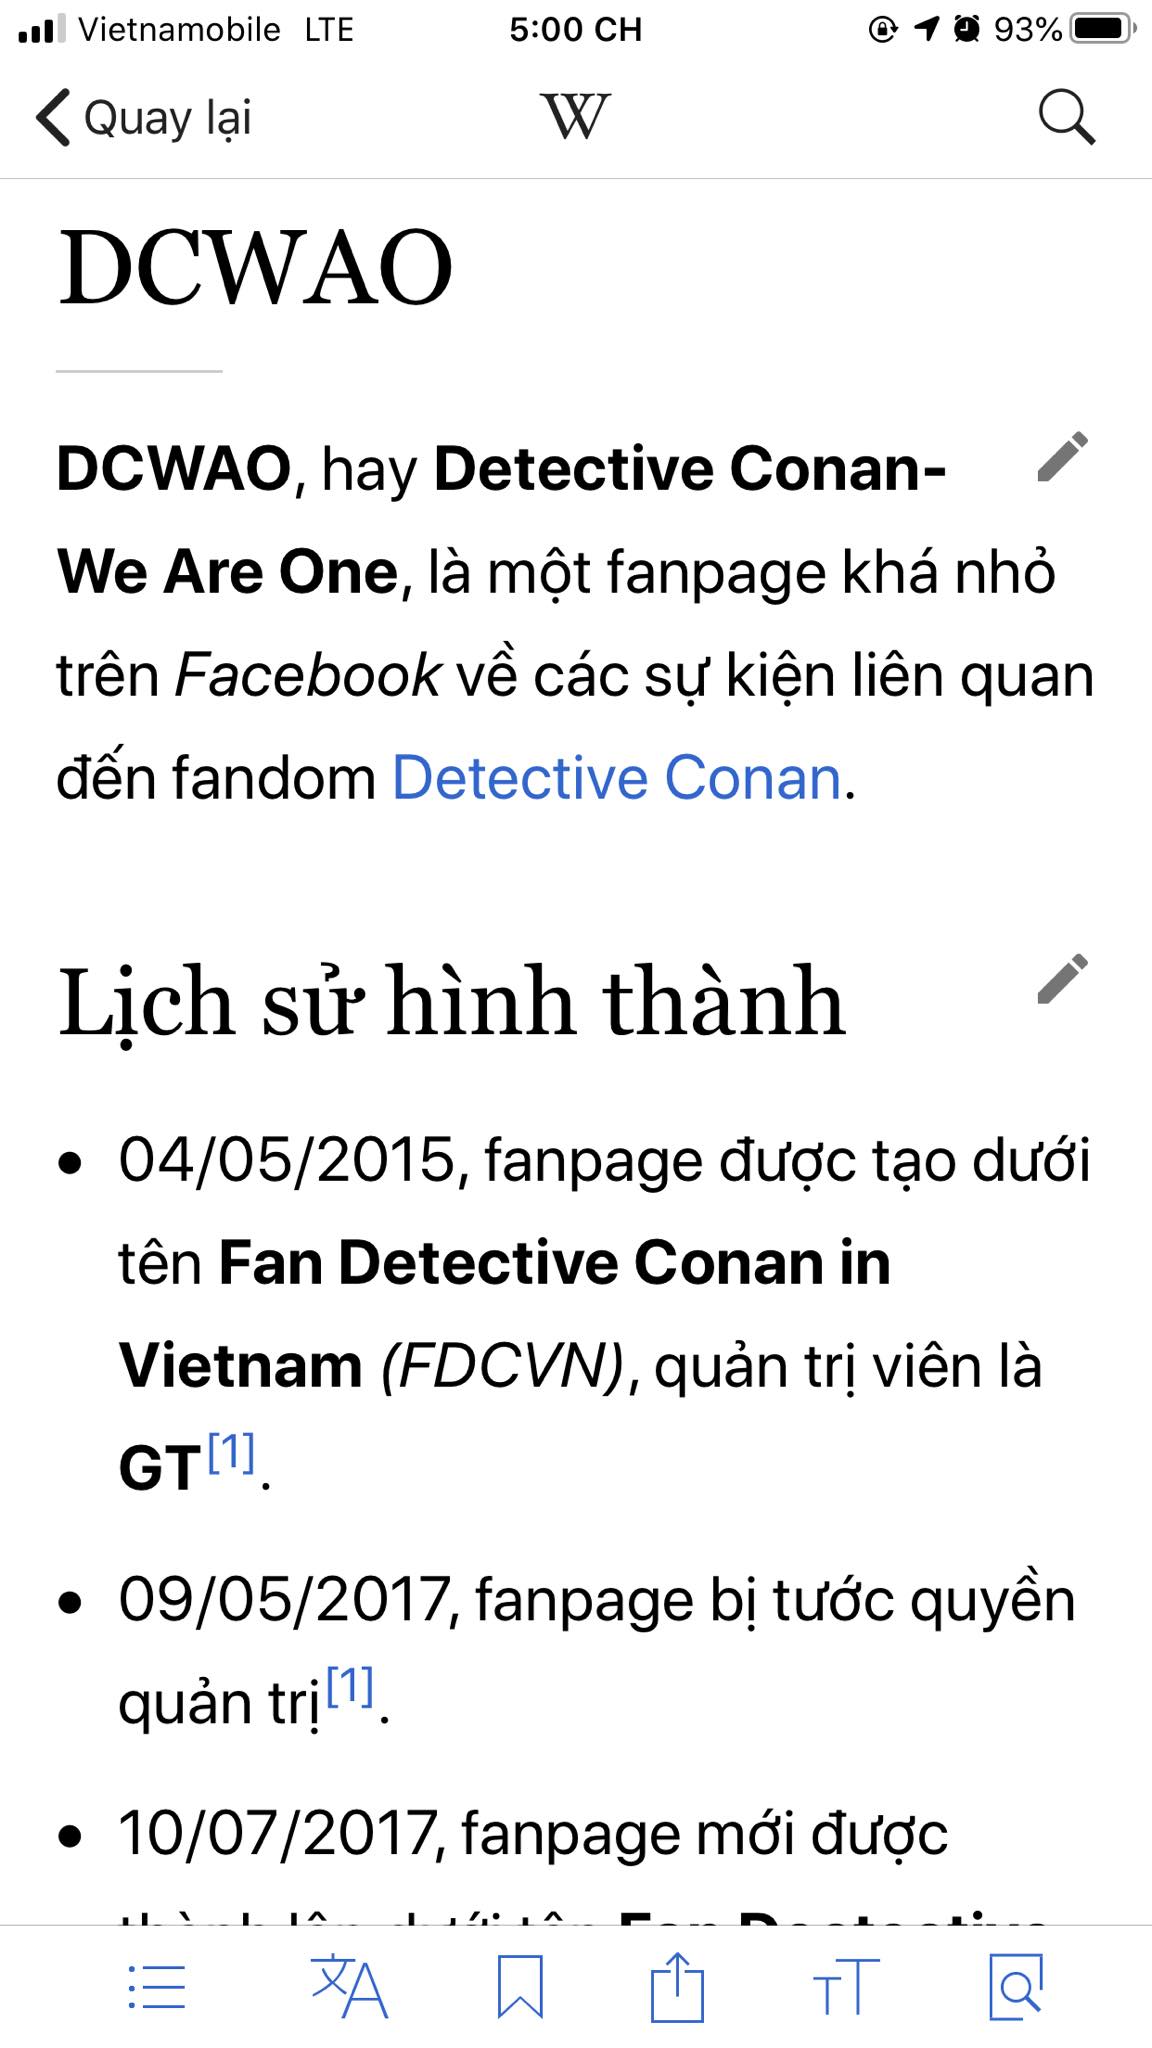 Vietnamobile LTE 5:00 CH 93%
Quay lại W
DCWAO
DCWAO, hay Detective Conan-
We Are One, là một fanpage khá nhỏ
trên Facebook về các sự kiện liên quan
đến fandom Detective Conan.
Lịch sử hình thành
• 04/05/2015, fanpage được tạo dưới
tên Fan Detective Conan in
Vietnam (FDCVN), quản trị viên là
GT[1].
• 09/05/2017, fanpage bị tước quyền
quản trị[1].
• 10/07/2017, fanpage mới được